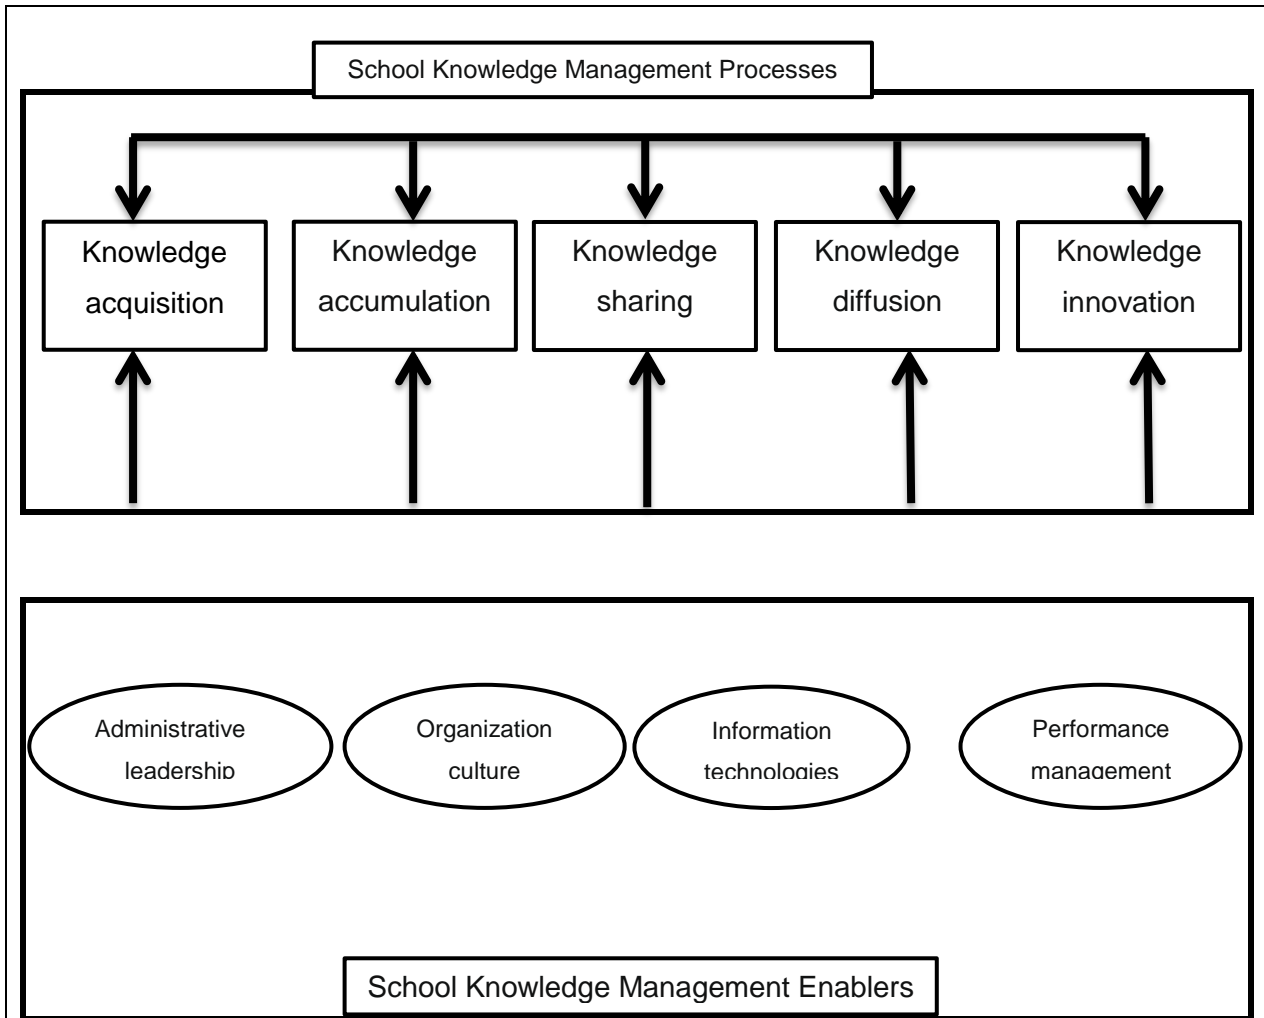 School Knowledge Management Processes
Knowledge
acquisition
Knowledge
accumulation
Knowledge
sharing
Knowledge
diffusion
Knowledge
innovation
Administrative
leadership
Organization
culture
Information
technologies
Performance
management
School Knowledge Management Enablers